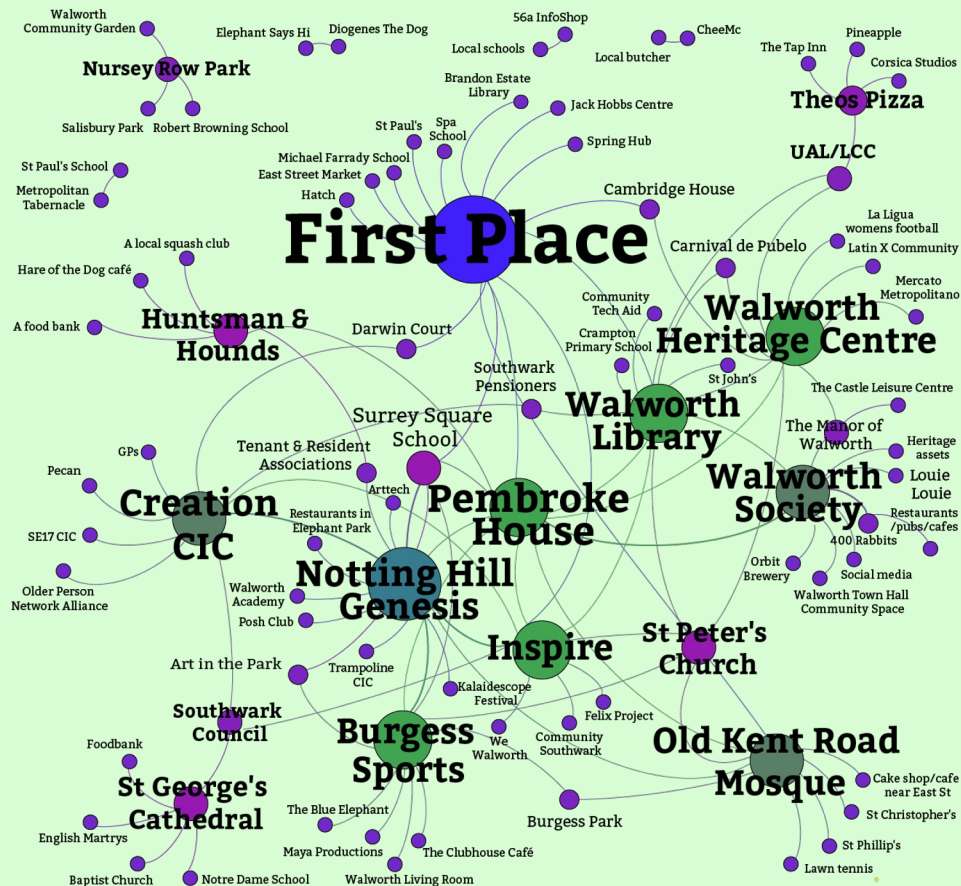 56a InfoShop
Walworth
Community Garden
Elephant Says Hi
Diogenes The Dog
CheeMc
Pineapple
Local schools
Local butcher
The Tap Inn
Corsica Studios
Nursey Row Park
Brandon Estate
Library
Theos Pizza
Jack Hobbs Centre
Salisbury Park
Robert Browning School
St Paul's
Spa
School
Spring Hub
UAL/LCC
Michael Farrady School
St Paul's School
East Street Market
Metropolitan
Tabernacle
Hatch
Cambridge House
La Ligua
womens football
First Place
A local squash club
Carnival de Pubelo
Latin X Community
Hare of the Dog café
Mercato
Metropolitano
Community
Tech Aid
Walworth
Heritage Centre
Huntsman &
Hounds
A food bank
Darwin Court
Crampton
Primary School
Southwark
Pensioners
St John's
The Castle Leisure Centre
Walworth
Library
Surrey Square
School
The Manor of
Walworth
Heritage
assets
Tenant & Resident
Associations
GPs
Pecan
Louie
Louie
Walworth
Society
Arttech
Creation
CIC
Pembroke
House
Restaurants in
Elephant Park
Restaurants
/pubs/cafes
SE17 CIC
400 Rabbits
Orbit
Brewery
Social media
Notting Hill
Genesis
Older Person
Network Alliance
Walworth
Academy
Walworth Town Hall
Community Space
Posh Club
Inspire
St Peter's
Church
Art in the Park
Trampoline
CIC
Kalaidescope
Festival
Southwark
Council
Felix Project
Burgess
Sports
We
Walworth
Community
Southwark
Old Kent Road
Mosque
Foodbank
St George's
Cathedral
Cake shop/cafe
near East St
The Blue Elephant
Burgess Park
St Christopher's
English Martrys
Maya Productions
The Clubhouse Café
St Phillip's
Baptist Church
Notre Dame School
Walworth Living Room
Lawn tennis